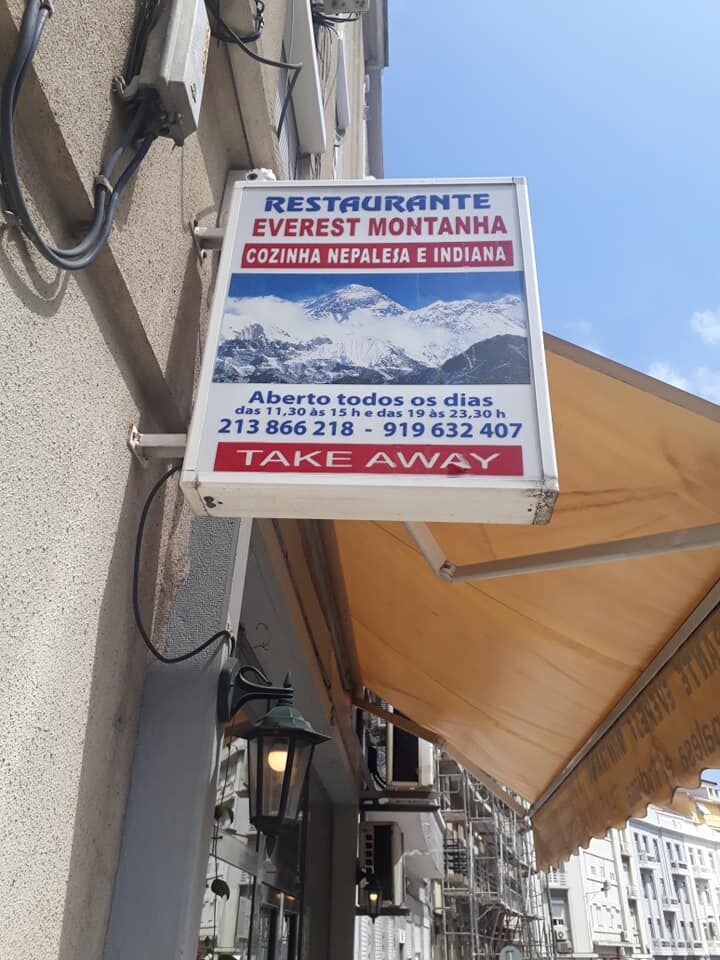 RESTAURANTE
EVEREST MONTANHA
COZINHA NEPALESA E INDIANA
Aberto todos os dias
das 11,30 às 15 h e das 19 às 23,30 h
213 866 218 - 919 632 407
TAKE AWAY
EVEREST